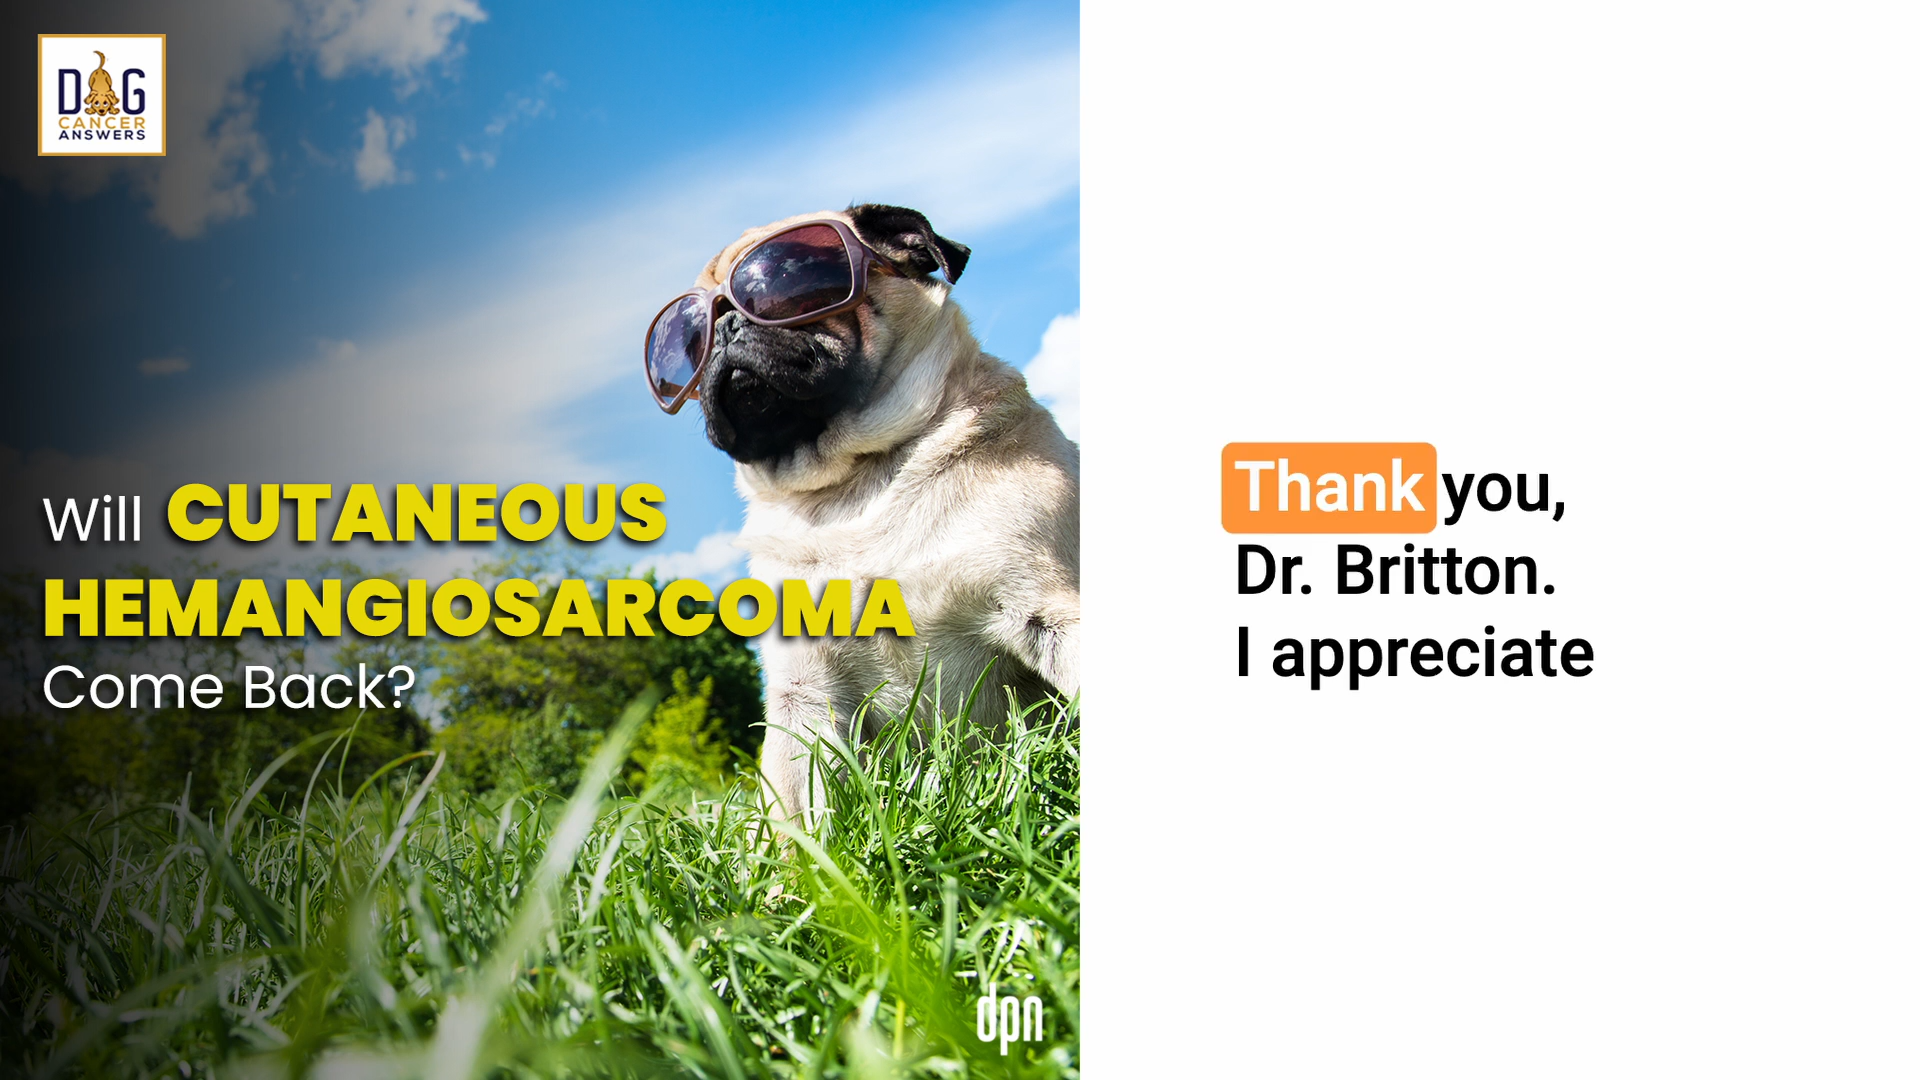 DOG
CANCER
ANSWERS
Will CUTANEOUS
HEMANGIOSARCOMA
Come Back?
dpn
Thank you,
Dr. Britton.
I appreciate